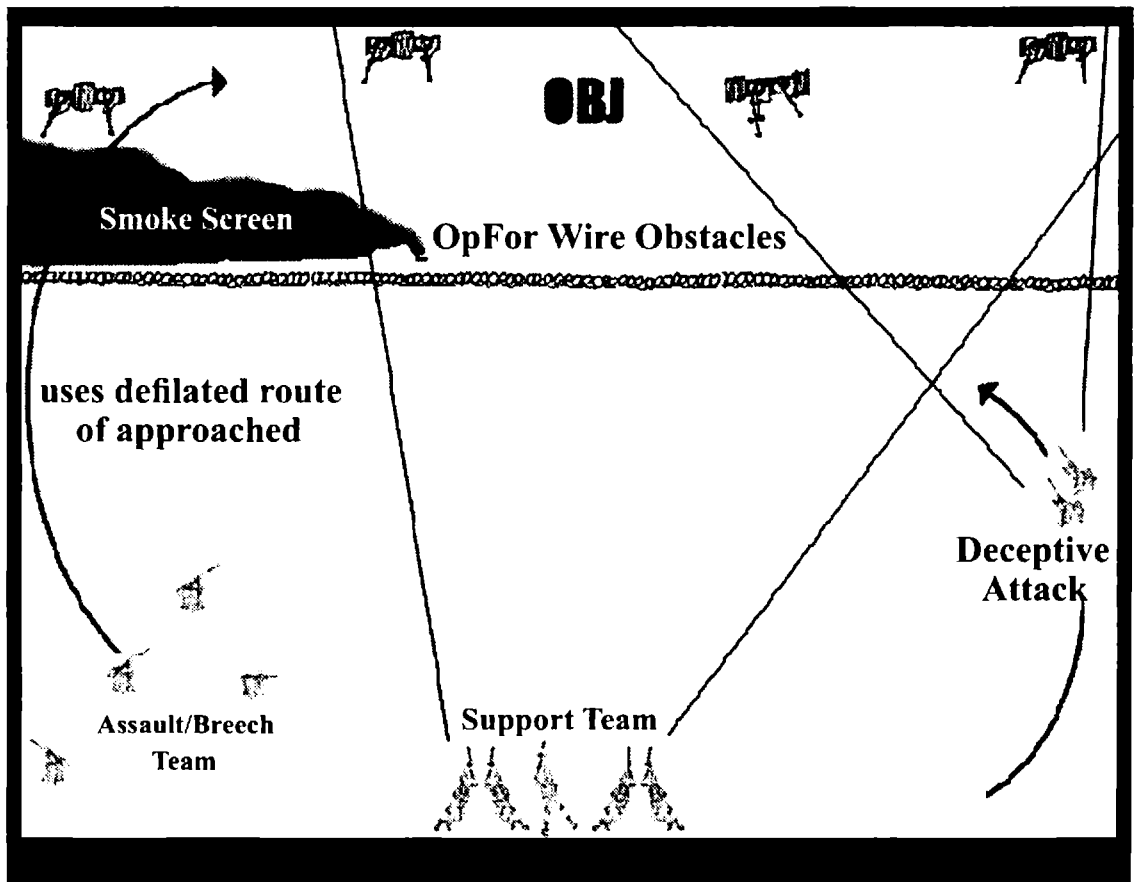 OBJ
Smoke Screen
OpFor Wire Obstacles
uses defilated route
of approached
Deceptive
Attack
Assault/Breech
Team
Support Team